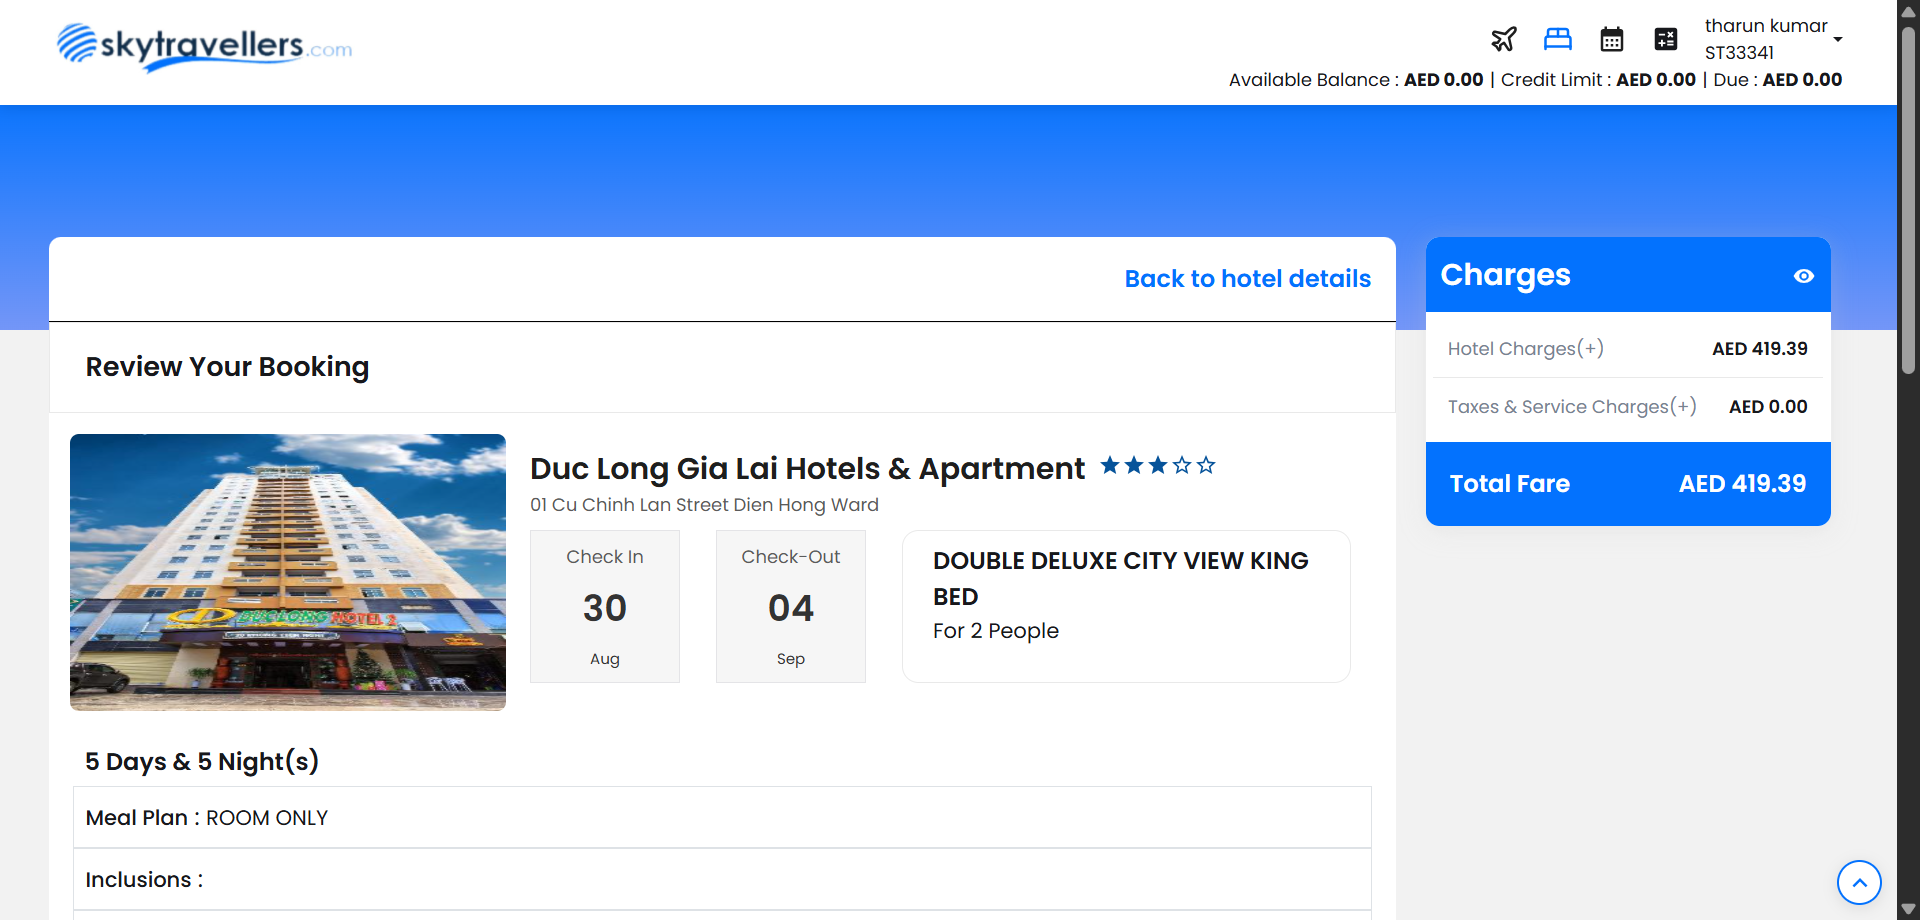 skytravellers.com
tharun kumar
ST33341
Available Balance : AED 0.00 | Credit Limit : AED 0.00 | Due : AED 0.00
Back to hotel details
Review Your Booking
Duc Long Gia Lai Hotels & Apartment
01 Cu Chinh Lan Street Dien Hong Ward
Check In
30
Aug
Check-Out
04
Sep
DOUBLE DELUXE CITY VIEW KING
BED
For 2 People
DUC LONG HOTEL 2
5 Days & 5 Night(s)
Meal Plan : ROOM ONLY
Inclusions :
Charges
Hotel Charges(+) AED 419.39
Taxes & Service Charges(+) AED 0.00
Total Fare AED 419.39